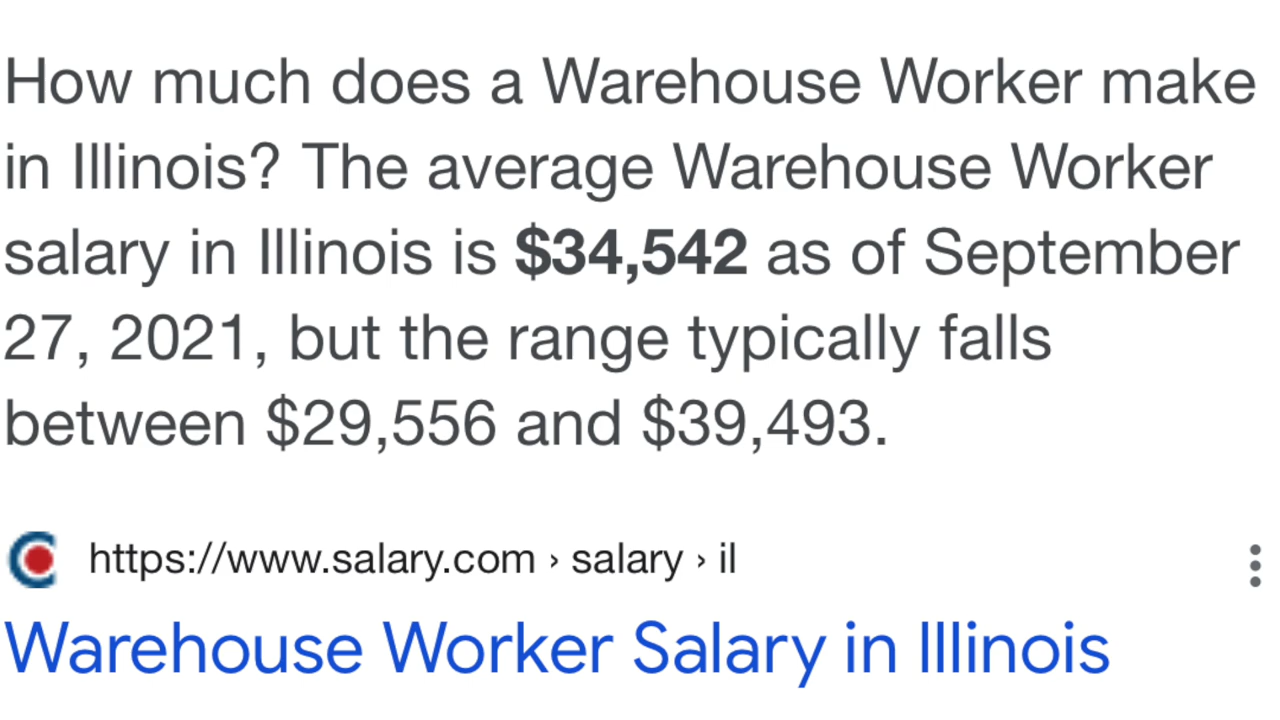 How much does a Warehouse Worker make
in Illinois? The average Warehouse Worker
salary in Illinois is $34,542 as of September
27, 2021, but the range typically falls
between $29,556 and $39,493.
https://www.salary.com › salary › il
Warehouse Worker Salary in Illinois